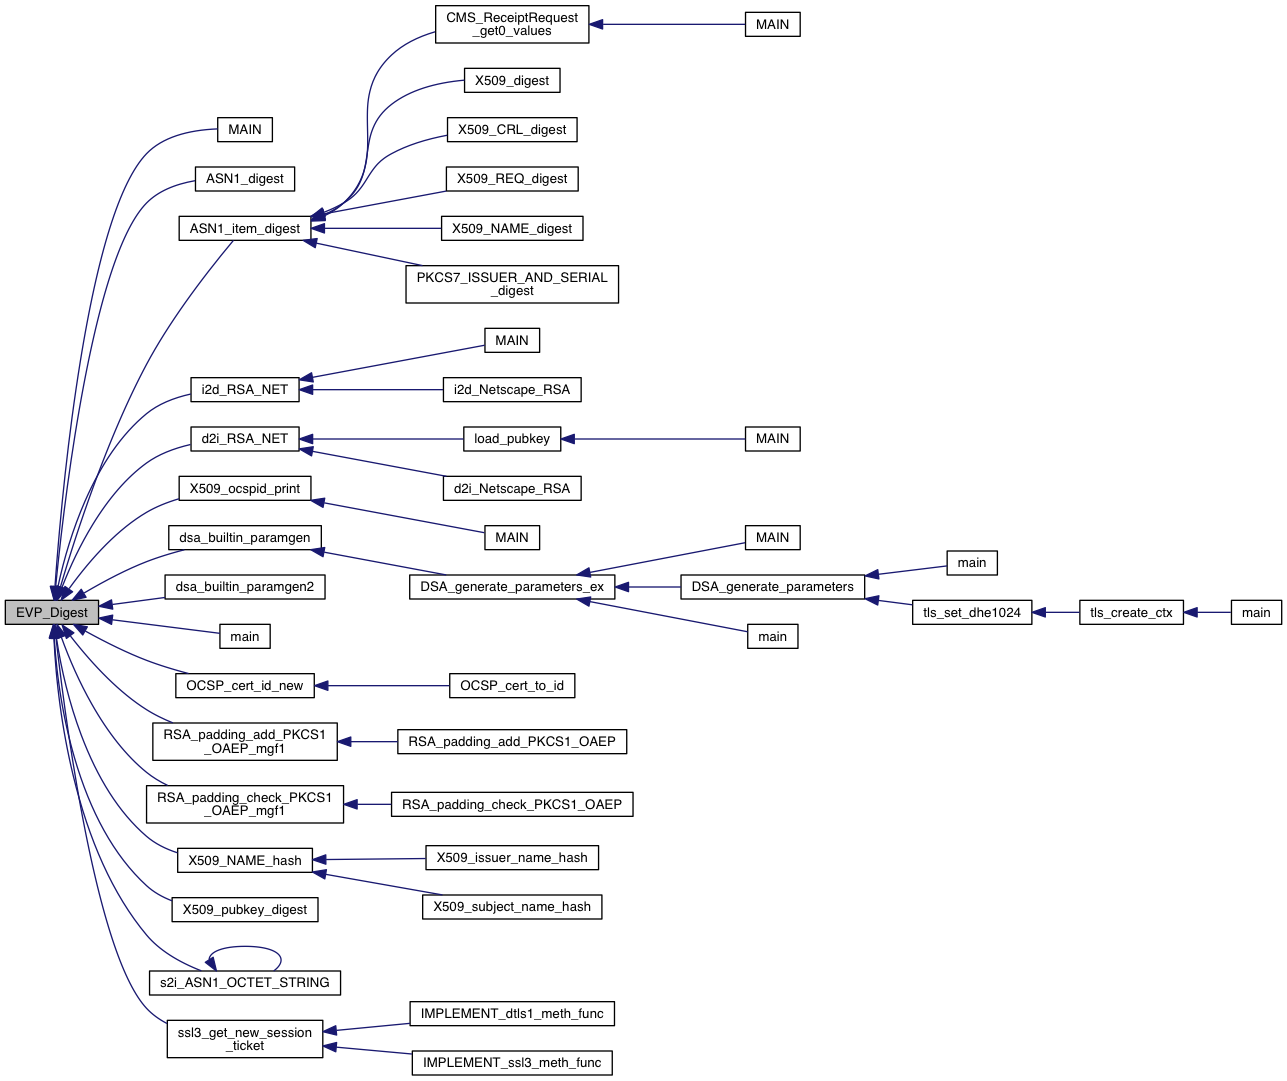 CMS_ReceiptRequest
_get0_values
MAIN
X509_digest
MAIN
X509_CRL_digest
ASN1_digest
X509_REQ_digest
ASN1_item_digest
X509_NAME_digest
PKCS7_ISSUER_AND_SERIAL
_digest
MAIN
i2d_RSA_NET
i2d_Netscape_RSA
d2i_RSA_NET
load_pubkey
MAIN
X509_ocspid_print
d2i_Netscape_RSA
dsa_builtin_paramgen
MAIN
MAIN
main
dsa_builtin_paramgen2
DSA_generate_parameters_ex
DSA_generate_parameters
EVP_Digest
tls_set_dhe1024
tls_create_ctx
main
main
main
OCSP_cert_id_new
OCSP_cert_to_id
RSA_padding_add_PKCS1
_OAEP_mgf1
RSA_padding_add_PKCS1_OAEP
RSA_padding_check_PKCS1
_OAEP_mgf1
RSA_padding_check_PKCS1_OAEP
X509_NAME_hash
X509_issuer_name_hash
X509_pubkey_digest
X509_subject_name_hash
s2i_ASN1_OCTET_STRING
ssl3_get_new_session
_ticket
IMPLEMENT_dtls1_meth_func
IMPLEMENT_ssl3_meth_func